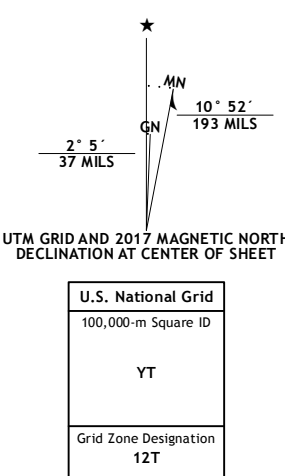 ★
MN
GN
10° 52´
193 MILS
2° 5´
37 MILS
UTM GRID AND 2017 MAGNETIC NORTH
DECLINATION AT CENTER OF SHEET
U.S. National Grid
100,000-m Square ID
YT
Grid Zone Designation
12T